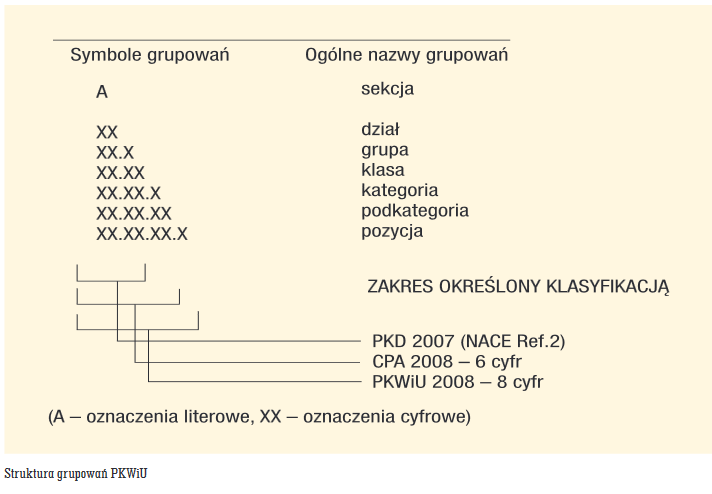 Symbole grupowań Ogólne nazwy grupowań
A sekcja
XX dział
XX.X grupa
XX.XX klasa
XX.XX.X kategoria
XX.XX.XX podkategoria
XX.XX.XX.X pozycja
ZAKRES OKREŚLONY KLASYFIKACJĄ
PKD 2007 (NACE Ref.2)
CPA 2008 – 6 cyfr
PKWiU 2008 – 8 cyfr
(A – oznaczenia literowe, XX – oznaczenia cyfrowe)
Struktura grupowań PKWiU